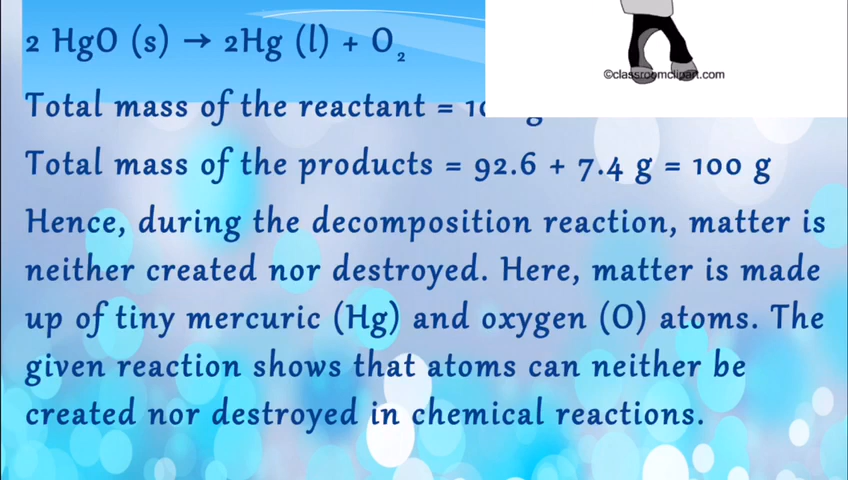 2 HgO (s) → 2Hg (l) + O₂
©classroomclipart.com
Total mass of the reactant =
Total mass of the products = 92.6 + 7.4 g = 100 g
Hence, during the decomposition reaction, matter is
neither created nor destroyed. Here, matter is made
up of tiny mercuric (Hg) and oxygen (O) atoms. The
given reaction shows that atoms can neither be
created nor destroyed in chemical reactions.